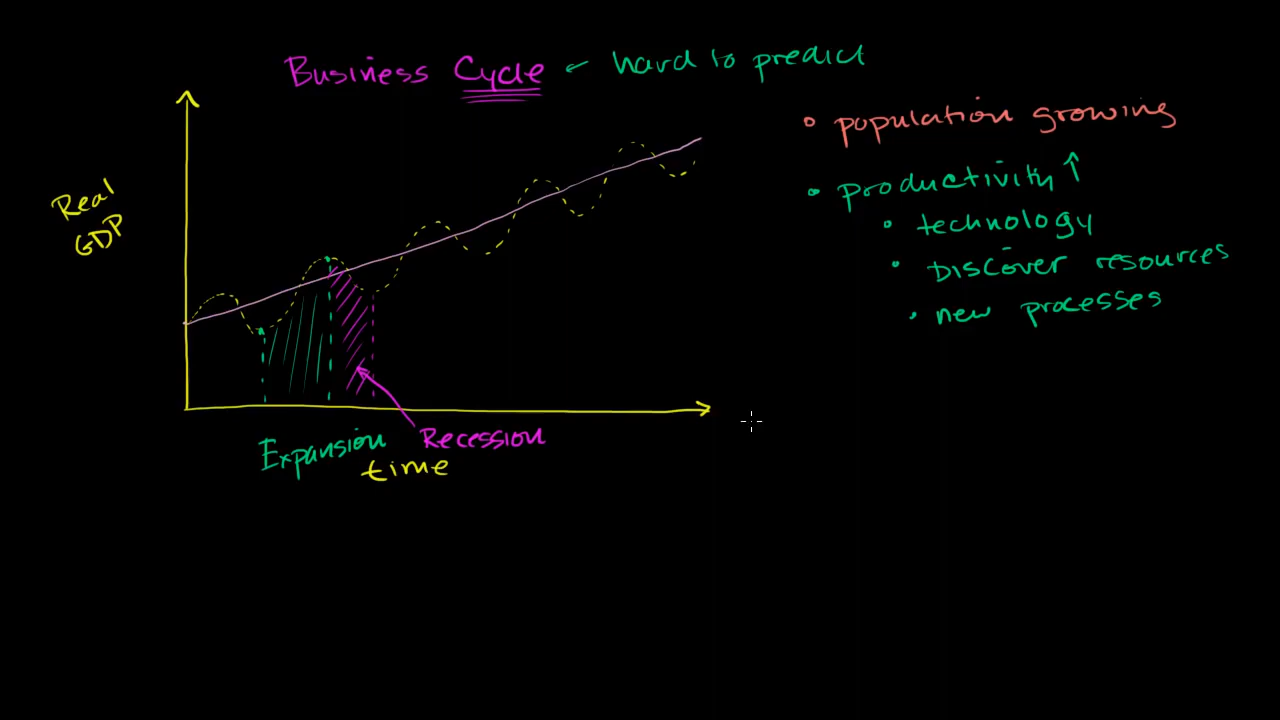 Business Cycle ← hard to predict
• population growing
• productivity ↑
• technology
• Discover resources
• new processes
Real
GDP
Expansion
Recession
time